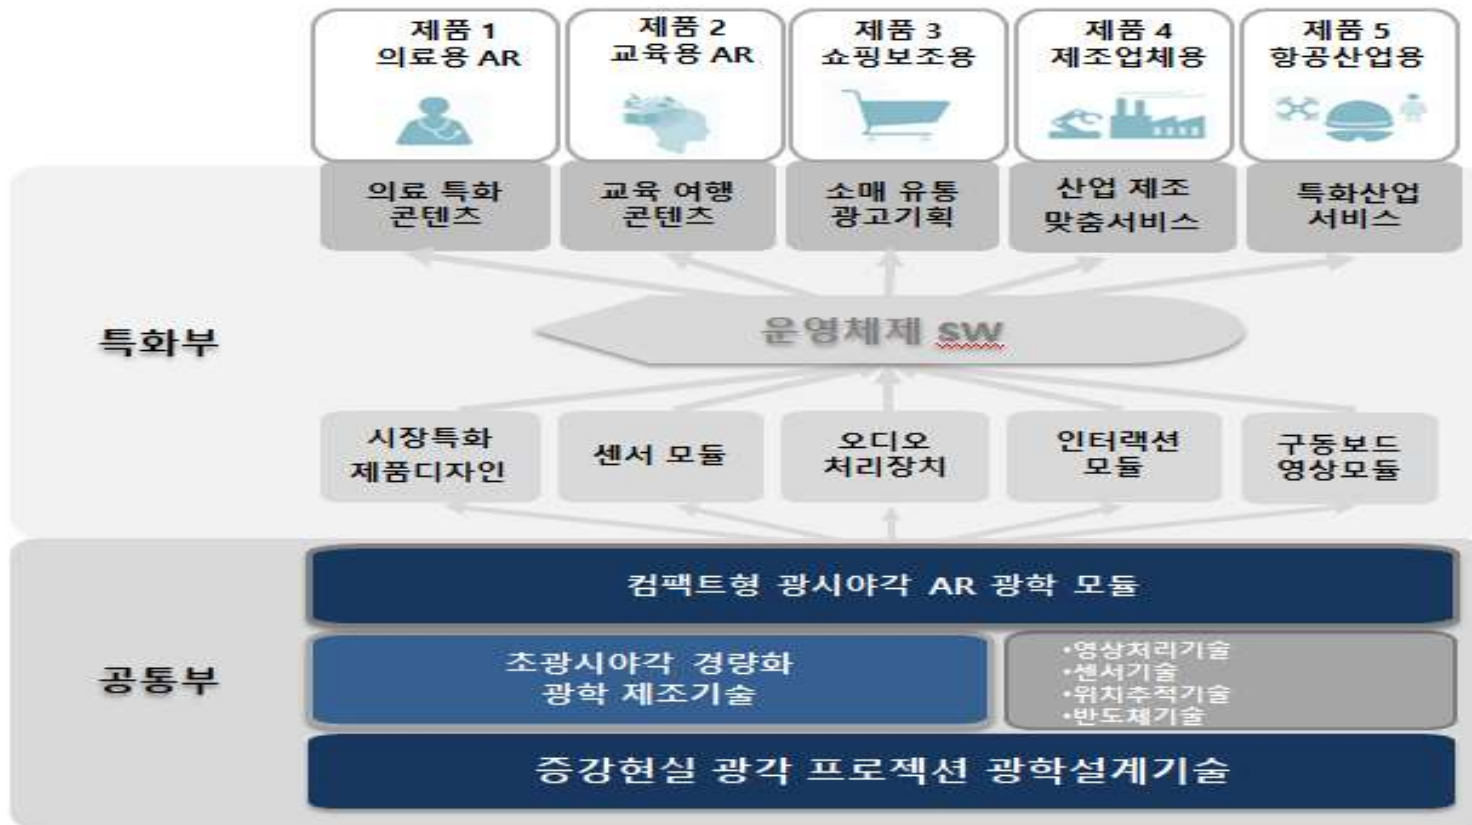 제품 1
의료용 AR
제품 2
교육용 AR
제품 3
쇼핑보조용
제품 4
제조업체용
제품 5
항공산업용
의료 특화
콘텐츠
교육 여행
콘텐츠
소매 유통
광고기획
산업 제조
맞춤서비스
특화산업
서비스
특화부
운영체제 SW
시장특화
제품디자인
센서 모듈
오디오
처리장치
인터랙션
모듈
구동보드
영상모듈
공통부
컴팩트형 광시야각 AR 광학 모듈
초광시야각 경량화
광학 제조기술
•영상처리기술
•센서기술
•위치추적기술
•반도체기술
증강현실 광각 프로젝션 광학설계기술